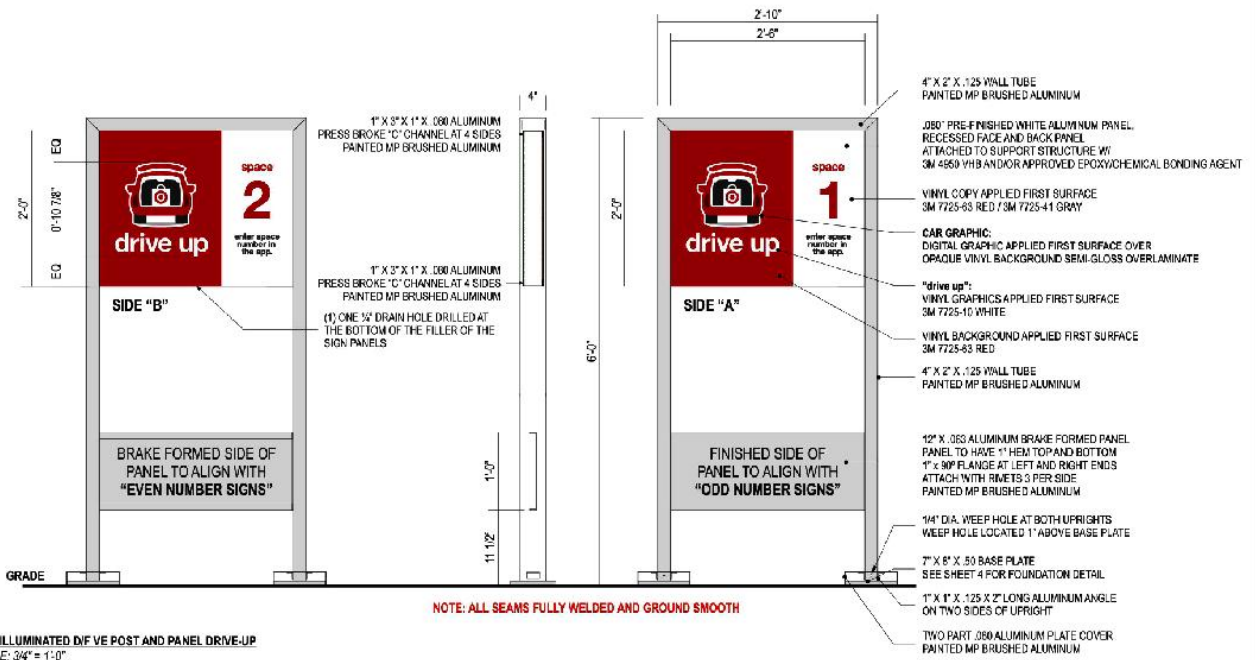 2'-10"
2'-6"
4"
1" X 3" X 1" X .080 ALUMINUM
PRESS BROKE "C" CHANNEL AT 4 SIDES
PAINTED MP BRUSHED ALUMINUM
EQ
0'-10 7/8"
EQ
2'-0"
space
2
enter space
number in
the app.
drive up
SIDE "B"
1" X 3" X 1" X .080 ALUMINUM
PRESS BROKE "C" CHANNEL AT 4 SIDES
PAINTED MP BRUSHED ALUMINUM
(1) ONE ¼" DRAIN HOLE DRILLED AT
THE BOTTOM OF THE FILLER OF THE
SIGN PANELS
BRAKE FORMED SIDE OF
PANEL TO ALIGN WITH
"EVEN NUMBER SIGNS"
1'-0"
11 1/2"
6'-0"
2'-0"
space
1
enter space
number in
the app.
drive up
SIDE "A"
FINISHED SIDE OF
PANEL TO ALIGN WITH
"ODD NUMBER SIGNS"
4" X 2" X .125 WALL TUBE
PAINTED MP BRUSHED ALUMINUM
.080" PRE-FINISHED WHITE ALUMINUM PANEL,
RECESSED FACE AND BACK PANEL
ATTACHED TO SUPPORT STRUCTURE W/
3M 4950 VHB AND/OR APPROVED EPOXY/CHEMICAL BONDING AGENT
VINYL COPY APPLIED FIRST SURFACE
3M 7725-63 RED / 3M 7725-41 GRAY
CAR GRAPHIC:
DIGITAL GRAPHIC APPLIED FIRST SURFACE OVER
OPAQUE VINYL BACKGROUND SEMI-GLOSS OVERLAMINATE
"drive up":
VINYL GRAPHICS APPLIED FIRST SURFACE
3M 7725-10 WHITE
VINYL BACKGROUND APPLIED FIRST SURFACE
3M 7725-63 RED
4" X 2" X .125 WALL TUBE
PAINTED MP BRUSHED ALUMINUM
12" X .063 ALUMINUM BRAKE FORMED PANEL
PANEL TO HAVE 1" HEM TOP AND BOTTOM
1" x 90º FLANGE AT LEFT AND RIGHT ENDS
ATTACH WITH RIVETS 3 PER SIDE
PAINTED MP BRUSHED ALUMINUM
1/4" DIA. WEEP HOLE AT BOTH UPRIGHTS
WEEP HOLE LOCATED 1" ABOVE BASE PLATE
7" X 8" X .50 BASE PLATE
SEE SHEET 4 FOR FOUNDATION DETAIL
1" X 1" X .125 X 2" LONG ALUMINUM ANGLE
ON TWO SIDES OF UPRIGHT
TWO PART .080 ALUMINUM PLATE COVER
PAINTED MP BRUSHED ALUMINUM
GRADE
NOTE: ALL SEAMS FULLY WELDED AND GROUND SMOOTH
ILLUMINATED D/F VE POST AND PANEL DRIVE-UP
E: 3/4" = 1'-0"